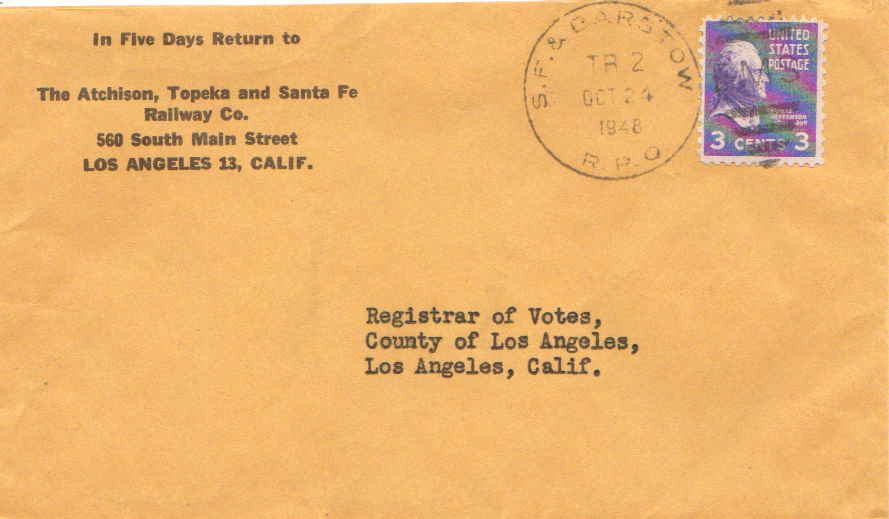 In Five Days Return to
The Atchison, Topeka and Santa Fe
Railway Co.
560 South Main Street
LOS ANGELES 13, CALIF.
S.F. & BARSTOW
TR 2
OCT 24
1948
R.P.O
UNITED
STATES
POSTAGE
3 CENTS 3
Registrar of Votes,
County of Los Angeles,
Los Angeles, Calif.